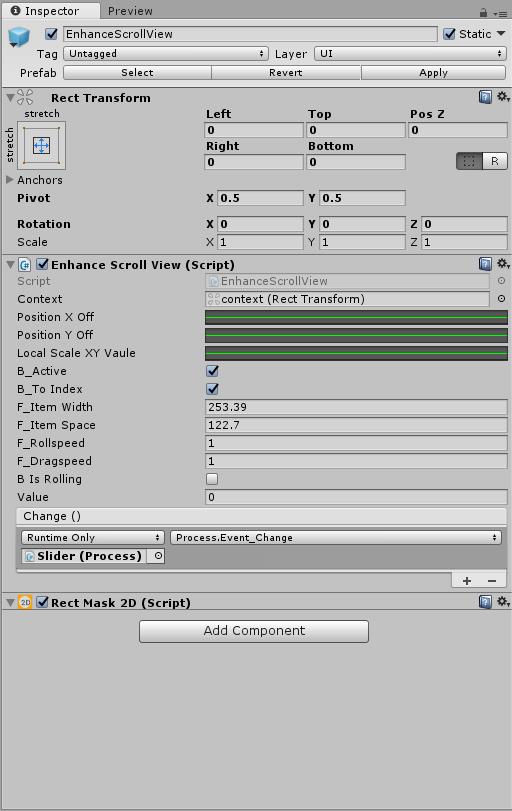 Inspector Preview
EnhanceScrollView Static
Tag Untagged Layer UI
Prefab Select Revert Apply
Rect Transform
stretch Left Top Pos Z
stretch 0 0 0
Right Bottom
0 0 R
Anchors
Pivot X 0.5 Y 0.5
Rotation X 0 Y 0 Z 0
Scale X 1 Y 1 Z 1
Enhance Scroll View (Script)
Script EnhanceScrollView
Context context (Rect Transform)
Position X Off
Position Y Off
Local Scale XY Vaule
B_Active
B_To Index
F_Item Width 253.39
F_Item Space 122.7
F_Rollspeed 1
F_Dragspeed 1
B Is Rolling
Value 0
Change ()
Runtime Only Process.Event_Change
Slider (Process)
+ −
2D Rect Mask 2D (Script)
Add Component